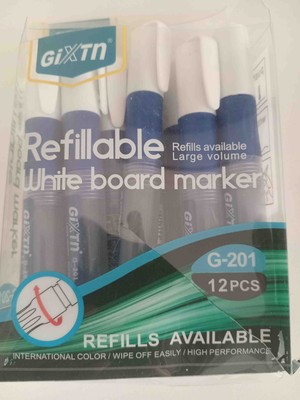 GiXTn
Refillable
Refills available
Large volume
White board marker
GiXTn
GiXTn
G-201
12PCS
REFILLS AVAILABLE
INTERNATIONAL COLOR / WIPE OFF EASILY / HIGH PERFORMANCE